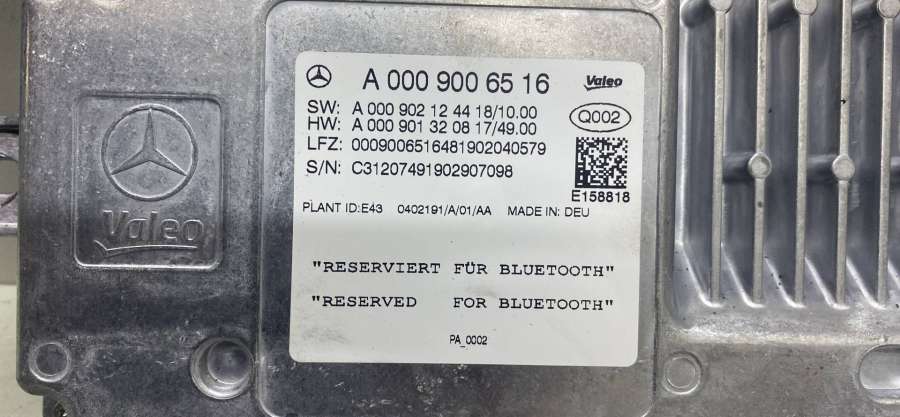 A 000 900 65 16
Valeo
SW: A 000 902 12 44 18/10.00
HW: A 000 901 32 08 17/49.00
Q002
LFZ: 0009006516481902040579
S/N: C31207491902907098
E158818
PLANT ID:E43 0402191/A/01/AA MADE IN: DEU
Valeo
"RESERVIERT FÜR BLUETOOTH"
"RESERVED FOR BLUETOOTH"
PA_0002